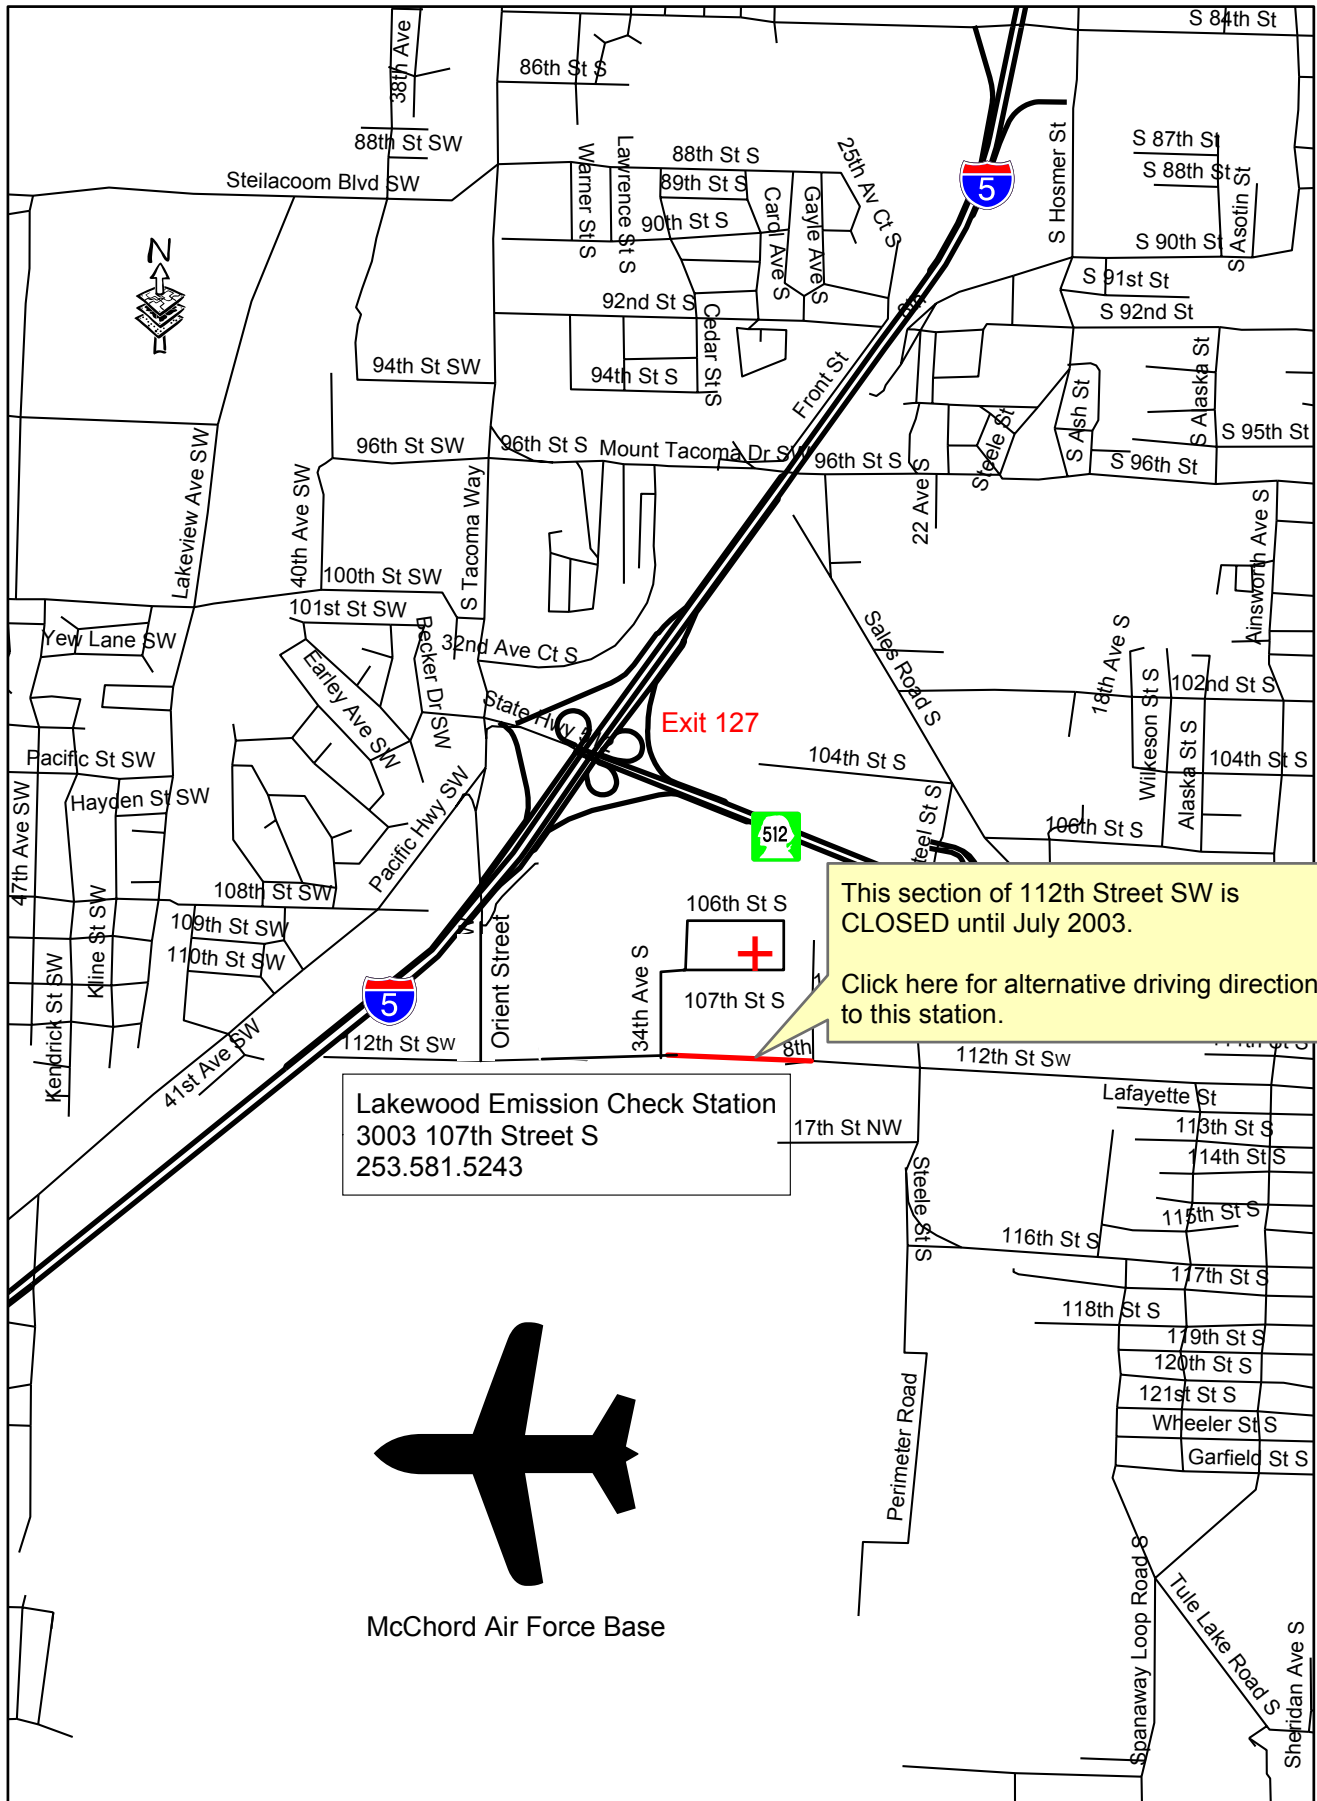 S 84th St
38th Ave
86th St S
88th St SW
Steilacoom Blvd SW
Warner St S
Lawrence St S
88th St S
89th St S
90th St S
Carol Ave S
Gayle Ave S
25th Av Ct S
5
S Hosmer St
S 87th St
S 88th St
S Asotin St
S 90th St
S 91st St
S 92nd St
N
92nd St S
Cedar St S
94th St SW
94th St S
Front St
8th
S Alaska St
S Ash St
Steele St
S 95th St
S 96th St
96th St SW
96th St S
Mount Tacoma Dr SW
96th St S
22 Ave S
Lakeview Ave SW
40th Ave SW
S Tacoma Way
Ainsworth Ave S
100th St SW
101st St SW
Becker Dr SW
32nd Ave Ct S
Yew Lane SW
Earley Ave SW
State Hwy 512
Exit 127
Sales Road S
18th Ave S
Wilkeson St S
102nd St S
Alaska St S
104th St S
104th St S
Pacific St SW
Hayden St SW
47th Ave SW
Pacific Hwy SW
512
teel St S
106th St S
108th St SW
109th St SW
110th St SW
Kline St SW
Kendrick St SW
W
Orient Street
106th St S
107th St S
34th Ave S
This section of 112th Street SW is
CLOSED until July 2003.
Click here for alternative driving direction
to this station.
5
41st Ave SW
112th St SW
8th
112th St SW
111th St S
Lakewood Emission Check Station
3003 107th Street S
253.581.5243
Lafayette St
17th St NW
113th St S
114th St S
115th St S
Steele St S
116th St S
117th St S
118th St S
119th St S
120th St S
121st St S
Wheeler St S
Garfield St S
Perimeter Road
McChord Air Force Base
Spanaway Loop Road S
Tule Lake Road S
Sheridan Ave S